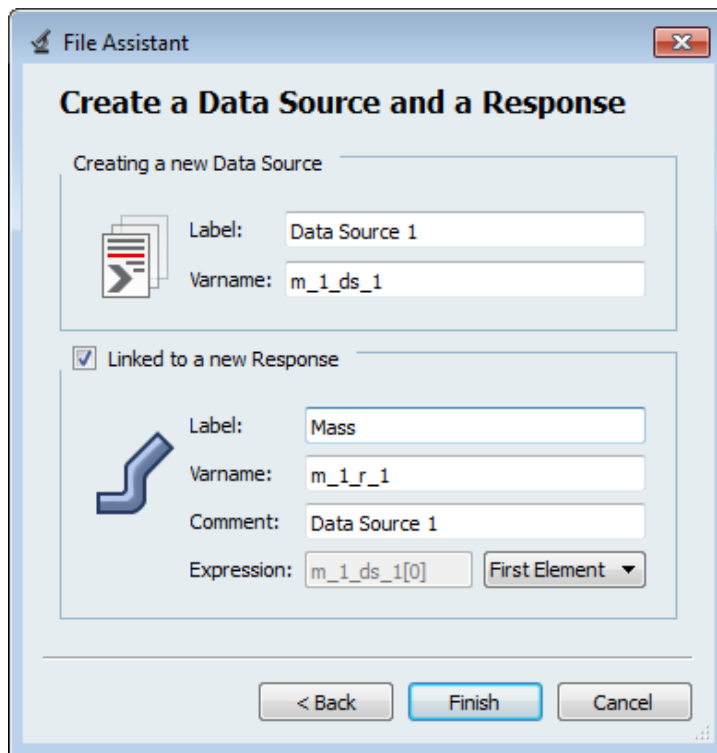 File Assistant
Create a Data Source and a Response
Creating a new Data Source
Label: Data Source 1
Varname: m_1_ds_1
Linked to a new Response
Label: Mass
Varname: m_1_r_1
Comment: Data Source 1
Expression: m_1_ds_1[0] First Element
< Back Finish Cancel